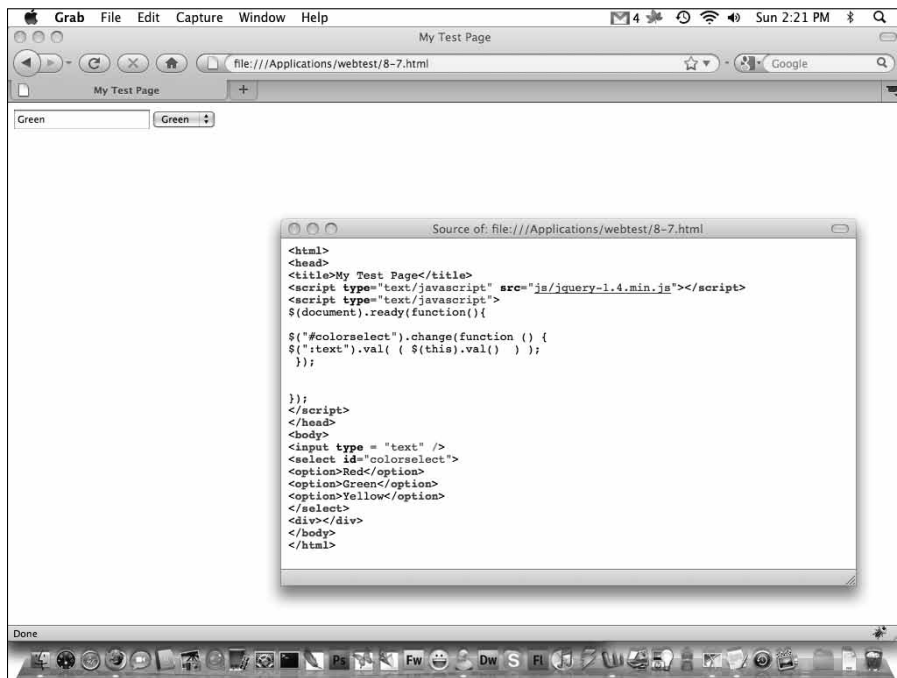 Grab File Edit Capture Window Help 4 Sun 2:21 PM
My Test Page
file:///Applications/webtest/8-7.html Google
My Test Page +
Green Green
Source of: file:///Applications/webtest/8-7.html
<html>
<head>
<title>My Test Page</title>
<script type="text/javascript" src="js/jquery-1.4.min.js"></script>
<script type="text/javascript">
$(document).ready(function(){
$("#colorselect").change(function () {
$(":text").val( ( $(this).val()  ) );
 });
});
</script>
</head>
<body>
<input type = "text" />
<select id="colorselect">
<option>Red</option>
<option>Green</option>
<option>Yellow</option>
</select>
<div></div>
</body>
</html>
Done
Ps Fw Dw S Fl